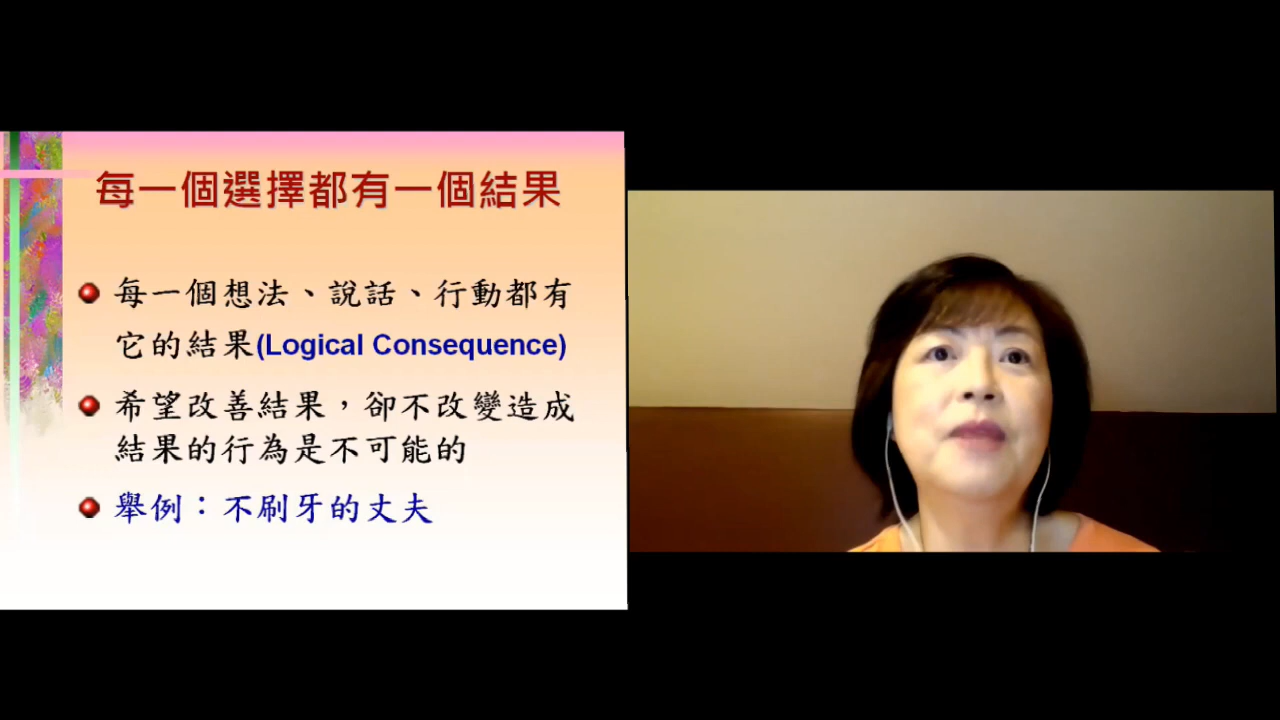 每一個選擇都有一個結果
每一個想法、說話、行動都有
它的結果(Logical Consequence)
希望改善結果，卻不改變造成
結果的行為是不可能的
舉例：不刷牙的丈夫